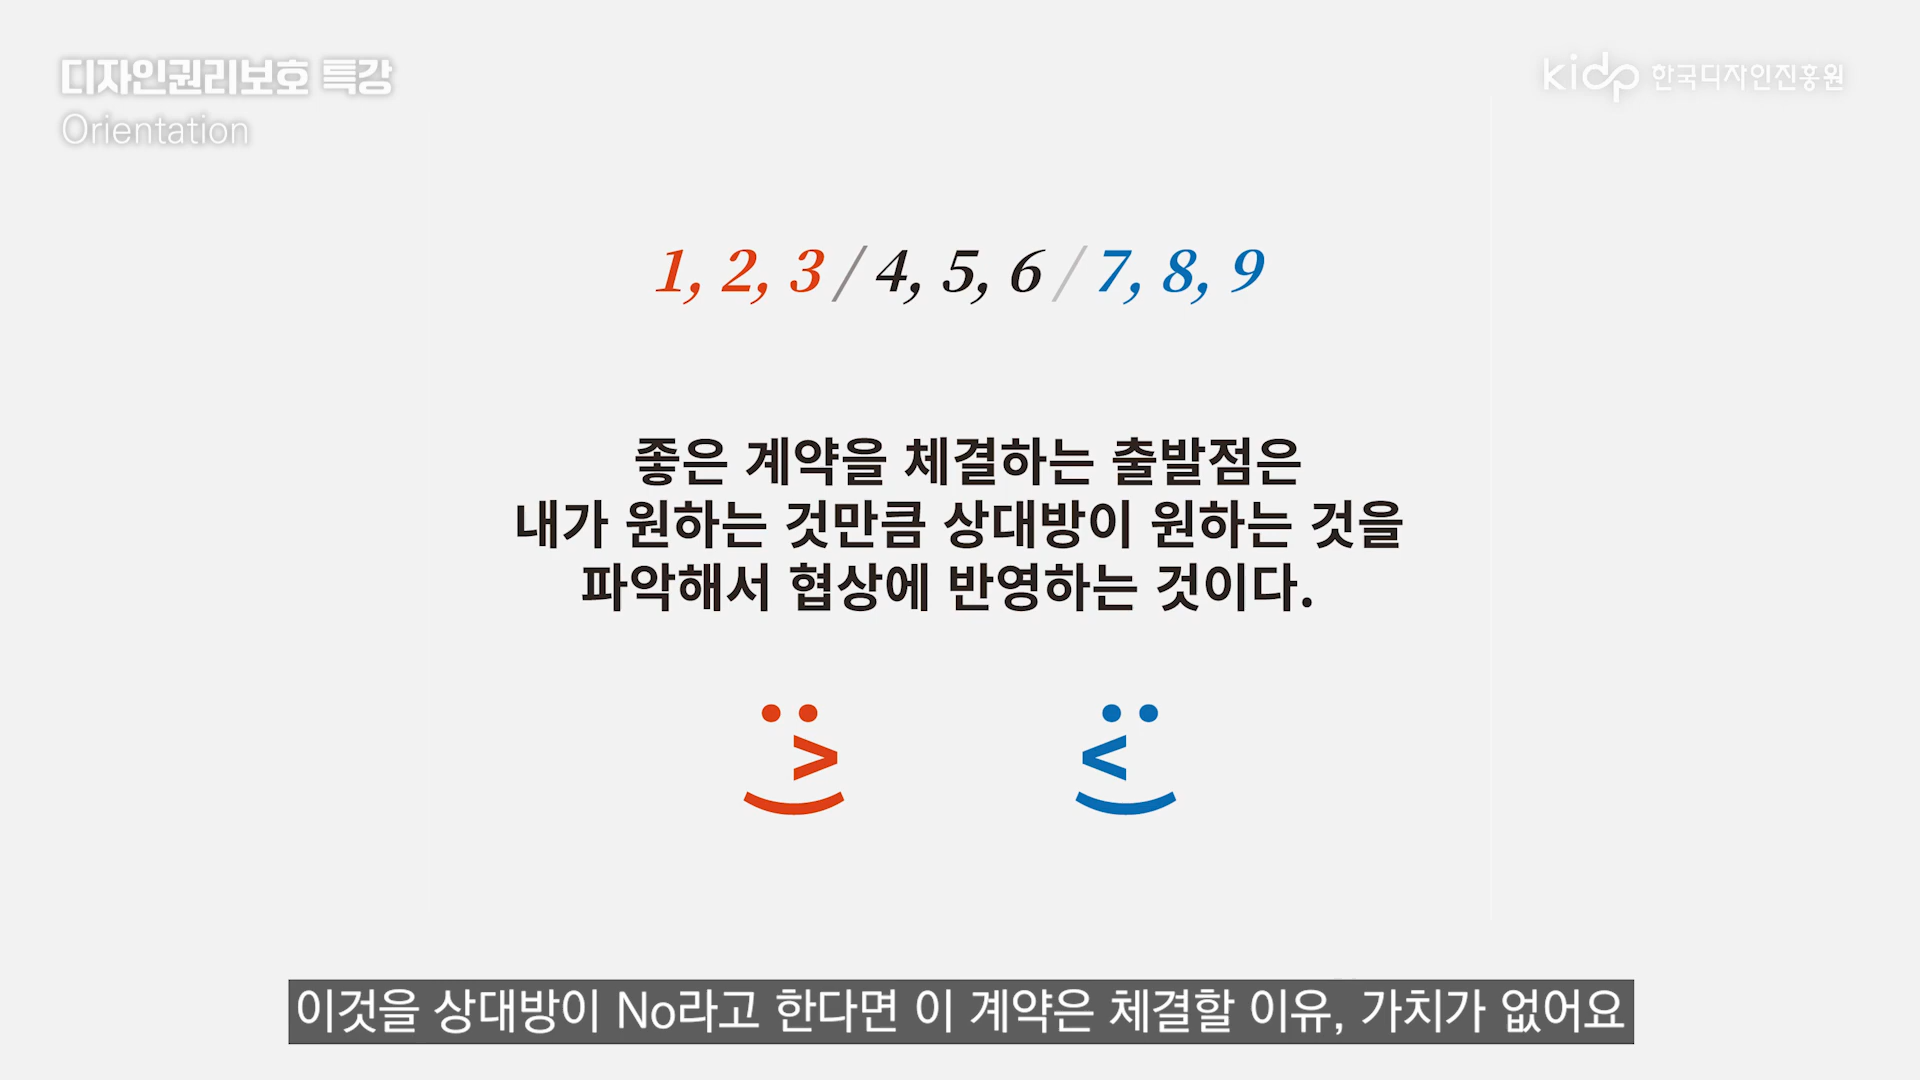 디자인권리보호 특강
Orientation
kidp 한국디자인진흥원
1, 2, 3 / 4, 5, 6 / 7, 8, 9
좋은 계약을 체결하는 출발점은
내가 원하는 것만큼 상대방이 원하는 것을
파악해서 협상에 반영하는 것이다.
이것을 상대방이 No라고 한다면 이 계약은 체결할 이유, 가치가 없어요